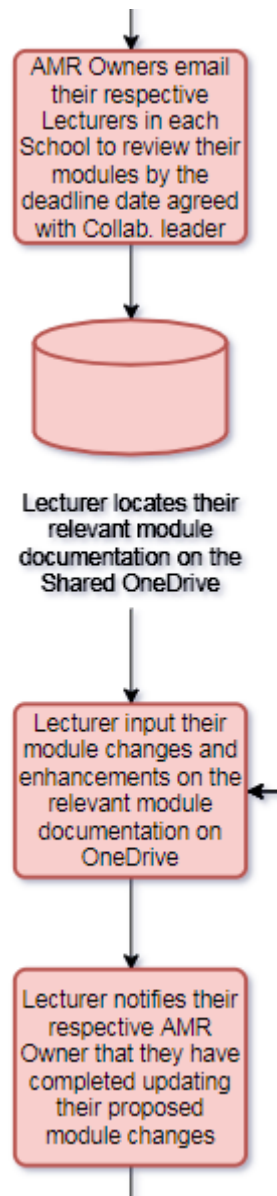 AMR Owners email
their respective
Lecturers in each
School to review their
modules by the
deadline date agreed
with Collab. leader
Lecturer locates their
relevant module
documentation on the
Shared OneDrive
Lecturer input their
module changes and
enhancements on the
relevant module
documentation on
OneDrive
Lecturer notifies their
respective AMR
Owner that they have
completed updating
their proposed
module changes